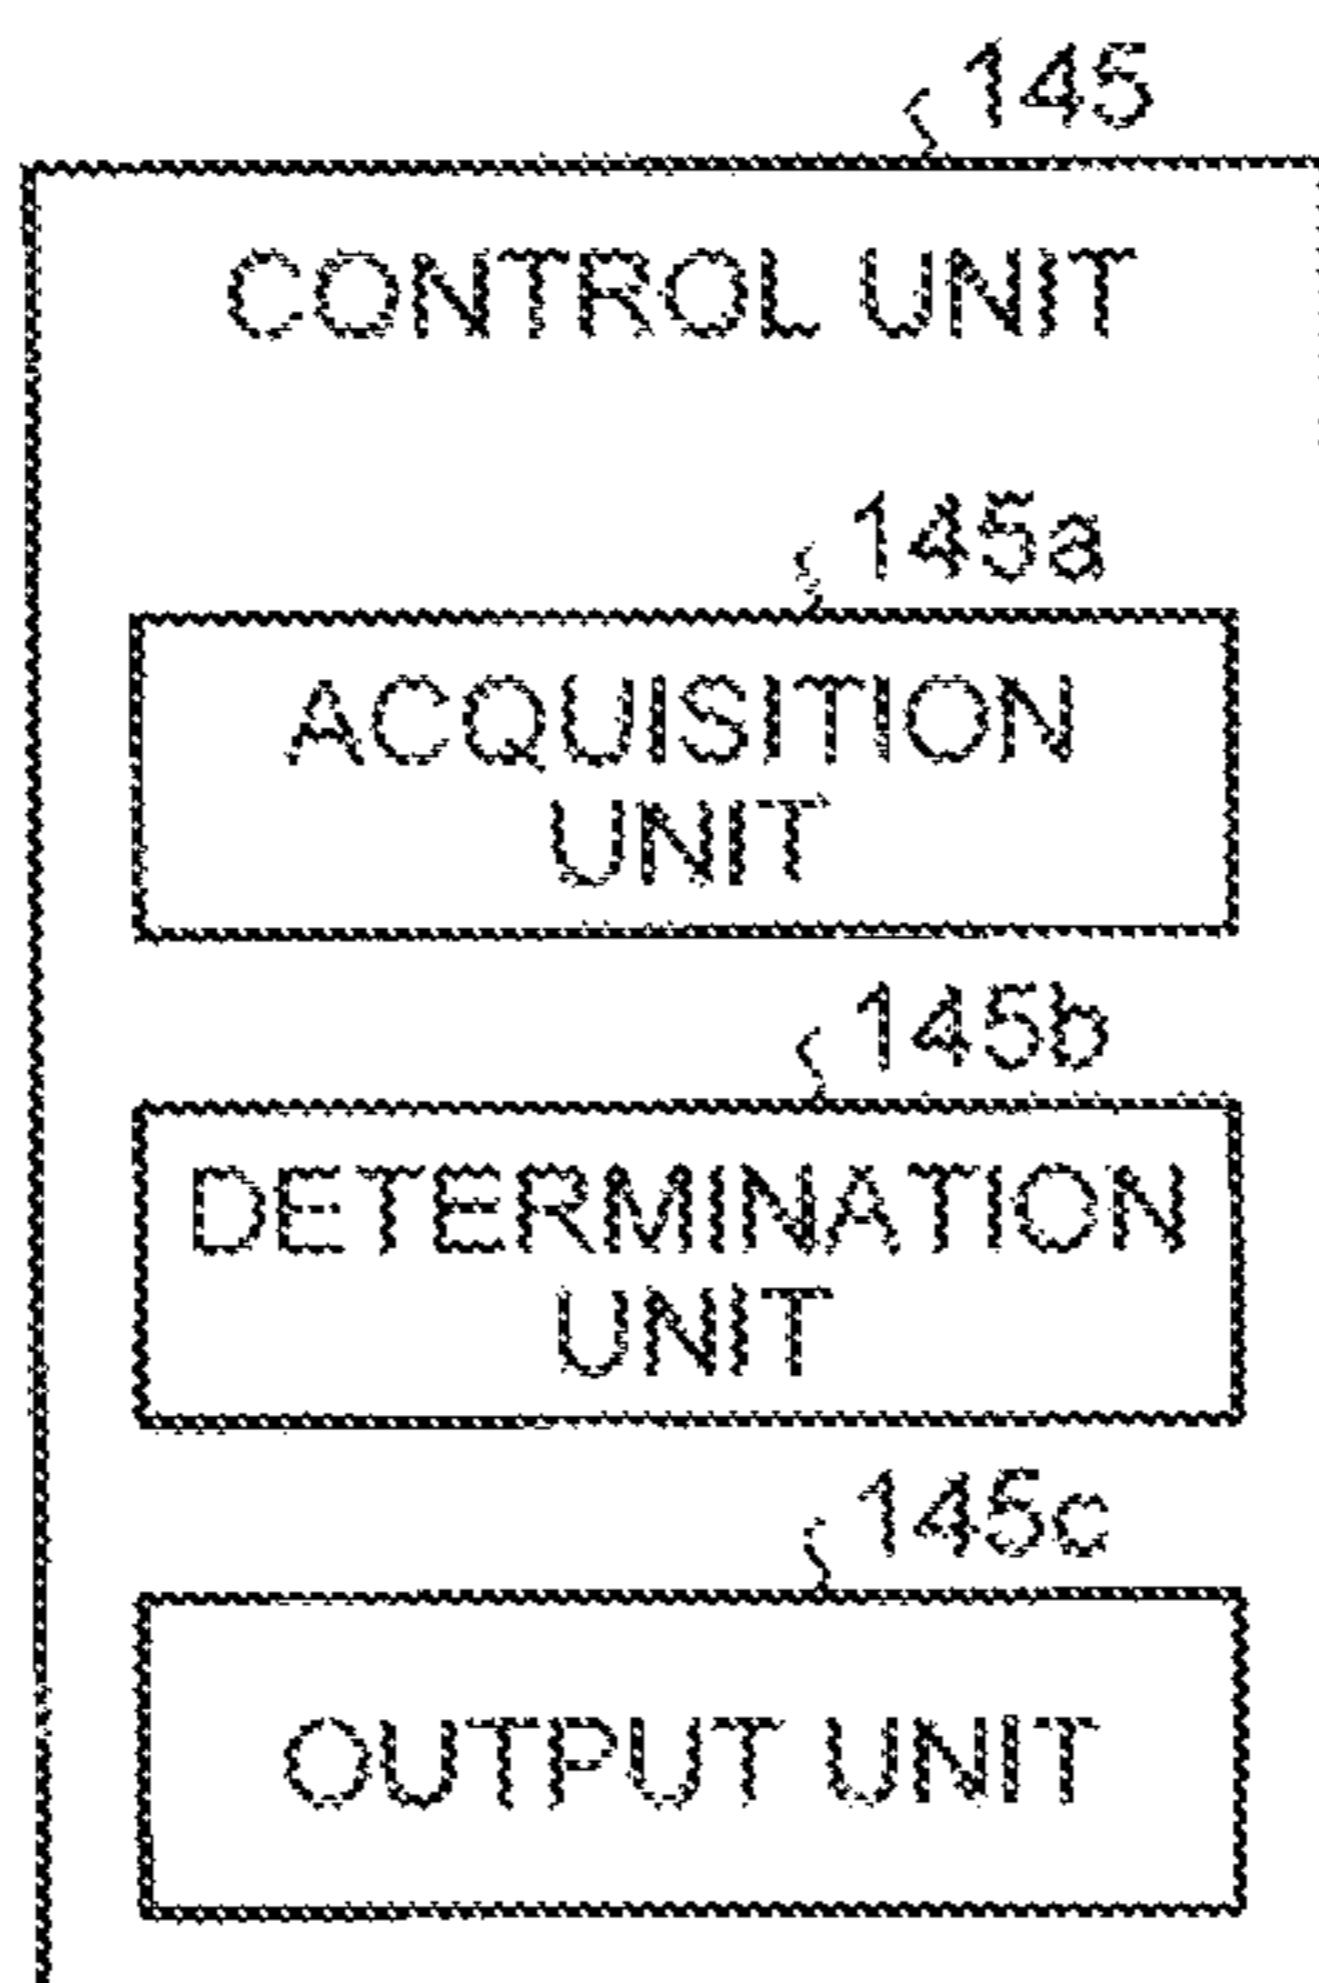 145
CONTROL UNIT
145a
ACQUISITION
UNIT
145b
DETERMINATION
UNIT
145c
OUTPUT UNIT